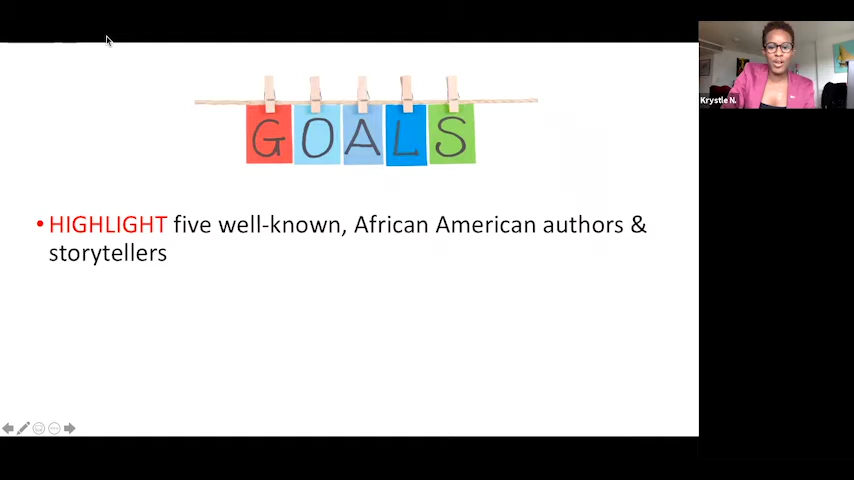 GOALS
• HIGHLIGHT five well-known, African American authors &
storytellers
Krystle N.